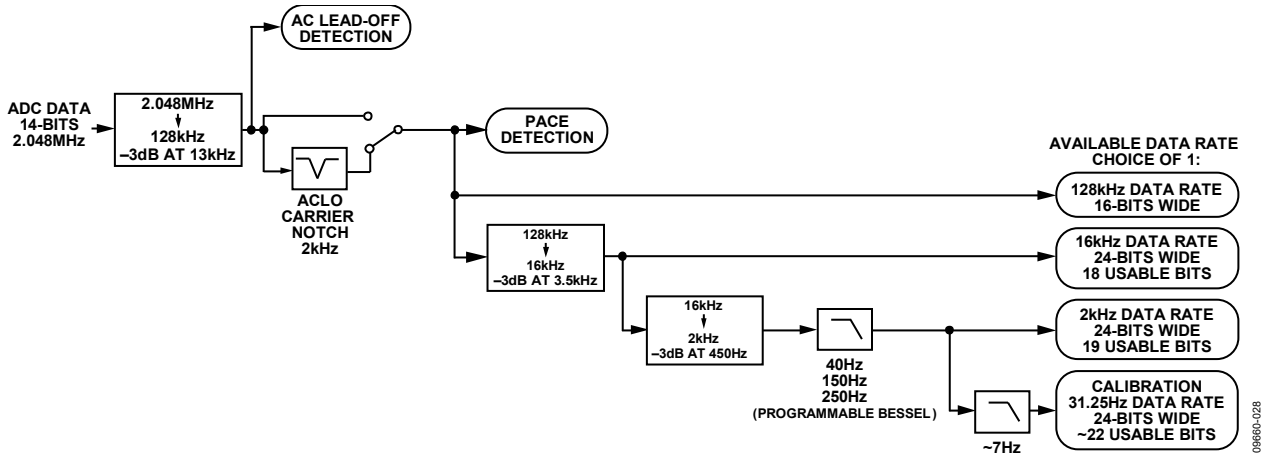 AC LEAD-OFF
DETECTION
ADC DATA
14-BITS
2.048MHz
2.048MHz
128kHz
–3dB AT 13kHz
ACLO
CARRIER
NOTCH
2kHz
PACE
DETECTION
AVAILABLE DATA RATE
CHOICE OF 1:
128kHz DATA RATE
16-BITS WIDE
128kHz
16kHz
–3dB AT 3.5kHz
16kHz DATA RATE
24-BITS WIDE
18 USABLE BITS
16kHz
2kHz
–3dB AT 450Hz
40Hz
150Hz
250Hz
(PROGRAMMABLE BESSEL)
2kHz DATA RATE
24-BITS WIDE
19 USABLE BITS
~7Hz
CALIBRATION
31.25Hz DATA RATE
24-BITS WIDE
~22 USABLE BITS
09660-028